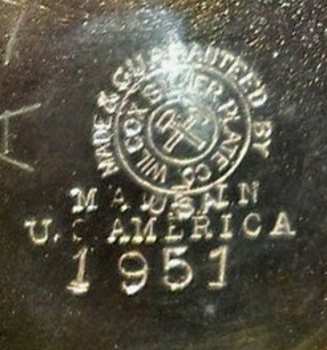 MADE & GUARANTEED BY
WILCOX SILVER PLATE CO
MADE IN
U.S. AMERICA
1951